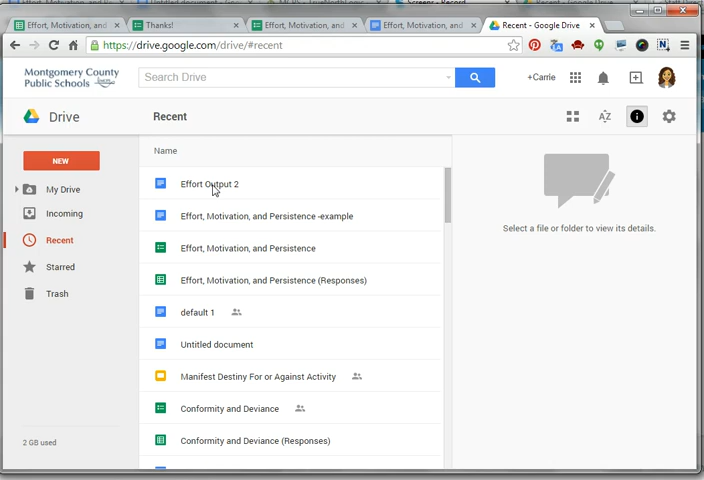 Effort, Motivation, and
Thanks!
Effort, Motivation, and
Effort, Motivation, and
Recent - Google Drive
https://drive.google.com/drive/#recent
Montgomery County
Public Schools
Search Drive
+Carrie
Drive
Recent
AZ
NEW
My Drive
Incoming
Recent
Starred
Trash
2 GB used
Name
Effort Output 2
Effort, Motivation, and Persistence -example
Effort, Motivation, and Persistence
Effort, Motivation, and Persistence (Responses)
default 1
Untitled document
Manifest Destiny For or Against Activity
Conformity and Deviance
Conformity and Deviance (Responses)
Select a file or folder to view its details.